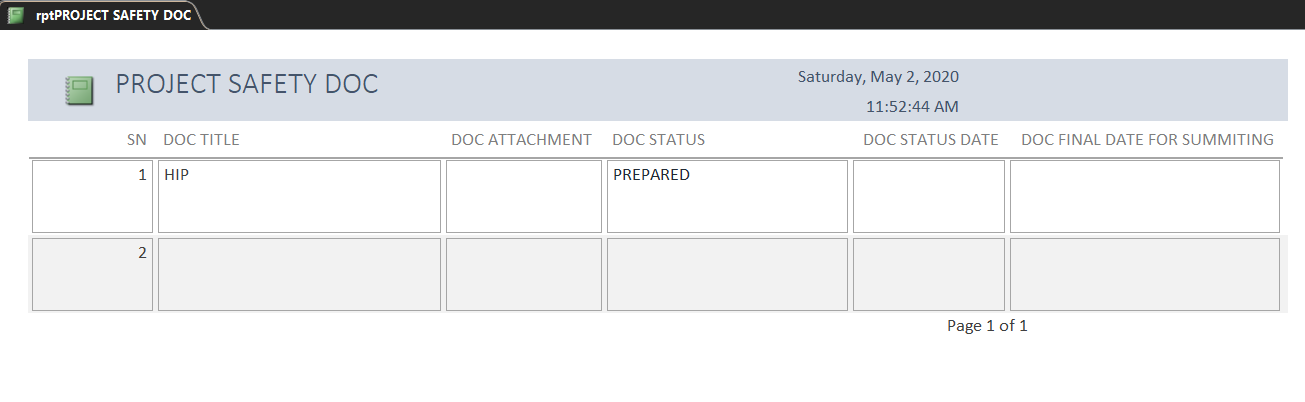 rptPROJECT SAFETY DOC
PROJECT SAFETY DOC
Saturday, May 2, 2020
11:52:44 AM
SN DOC TITLE DOC ATTACHMENT DOC STATUS DOC STATUS DATE DOC FINAL DATE FOR SUMMITING
1 HIP PREPARED
2
Page 1 of 1